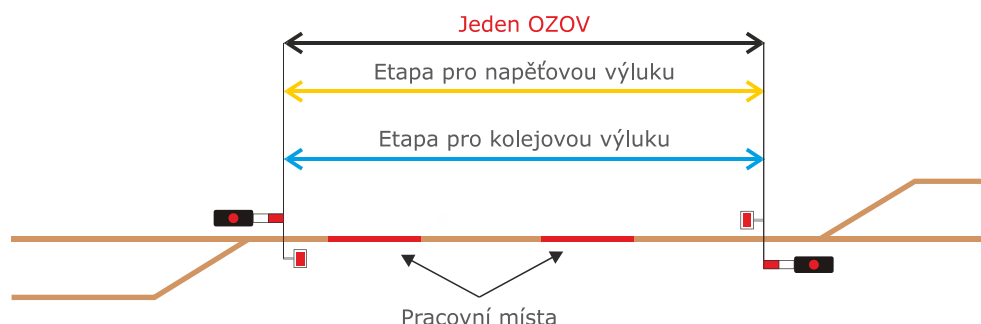 Jeden OZOV
Etapa pro napěťovou výluku
Etapa pro kolejovou výluku
Pracovní místa